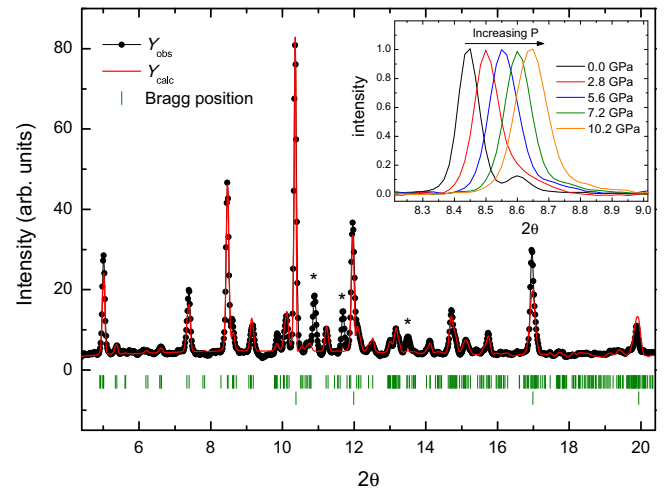 Y_obs
Y_calc
Bragg position
Increasing P
0.0 GPa
2.8 GPa
5.6 GPa
7.2 GPa
10.2 GPa
intensity
1.0
0.8
0.6
0.4
0.2
0.0
8.3 8.4 8.5 8.6 8.7 8.8 8.9 9.0
2θ
Intensity (arb. units)
80
60
40
20
0
*
*
*
6 8 10 12 14 16 18 20
2θ